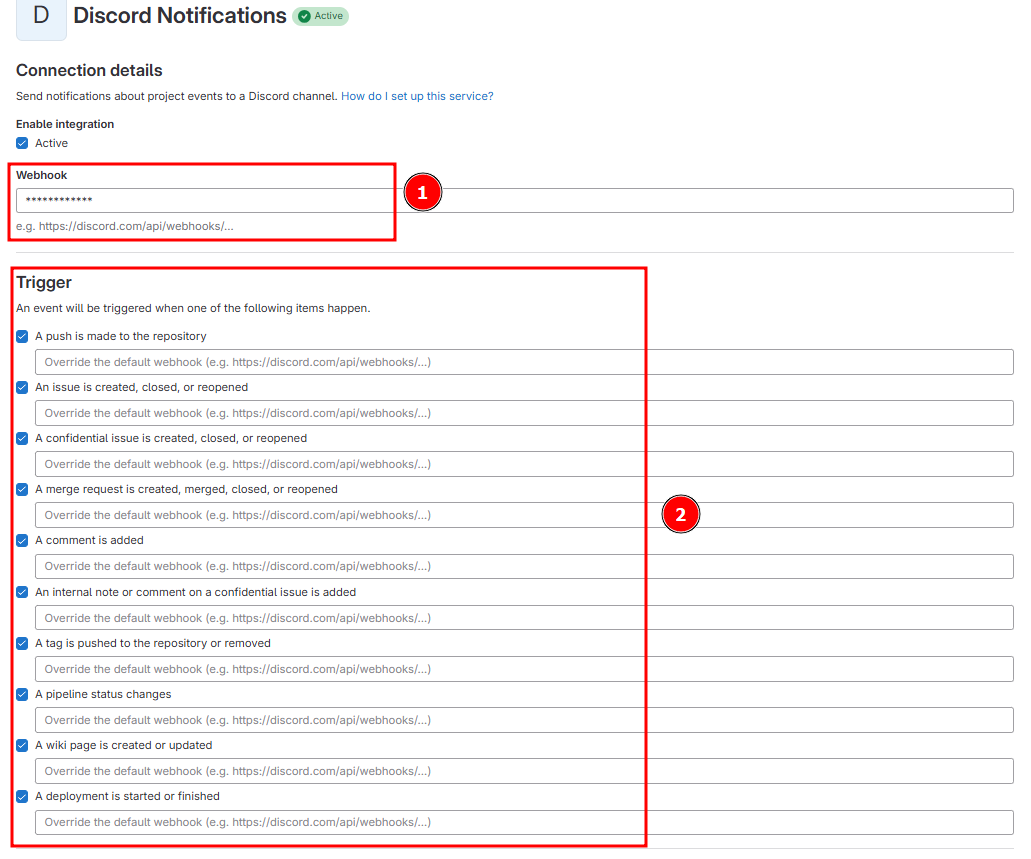 D
Discord Notifications Active
Connection details
Send notifications about project events to a Discord channel. How do I set up this service?
Enable integration
Active
Webhook
************
1
e.g. https://discord.com/api/webhooks/...
Trigger
An event will be triggered when one of the following items happen.
A push is made to the repository
Override the default webhook (e.g. https://discord.com/api/webhooks/...)
An issue is created, closed, or reopened
Override the default webhook (e.g. https://discord.com/api/webhooks/...)
A confidential issue is created, closed, or reopened
Override the default webhook (e.g. https://discord.com/api/webhooks/...)
A merge request is created, merged, closed, or reopened
Override the default webhook (e.g. https://discord.com/api/webhooks/...)
2
A comment is added
Override the default webhook (e.g. https://discord.com/api/webhooks/...)
An internal note or comment on a confidential issue is added
Override the default webhook (e.g. https://discord.com/api/webhooks/...)
A tag is pushed to the repository or removed
Override the default webhook (e.g. https://discord.com/api/webhooks/...)
A pipeline status changes
Override the default webhook (e.g. https://discord.com/api/webhooks/...)
A wiki page is created or updated
Override the default webhook (e.g. https://discord.com/api/webhooks/...)
A deployment is started or finished
Override the default webhook (e.g. https://discord.com/api/webhooks/...)